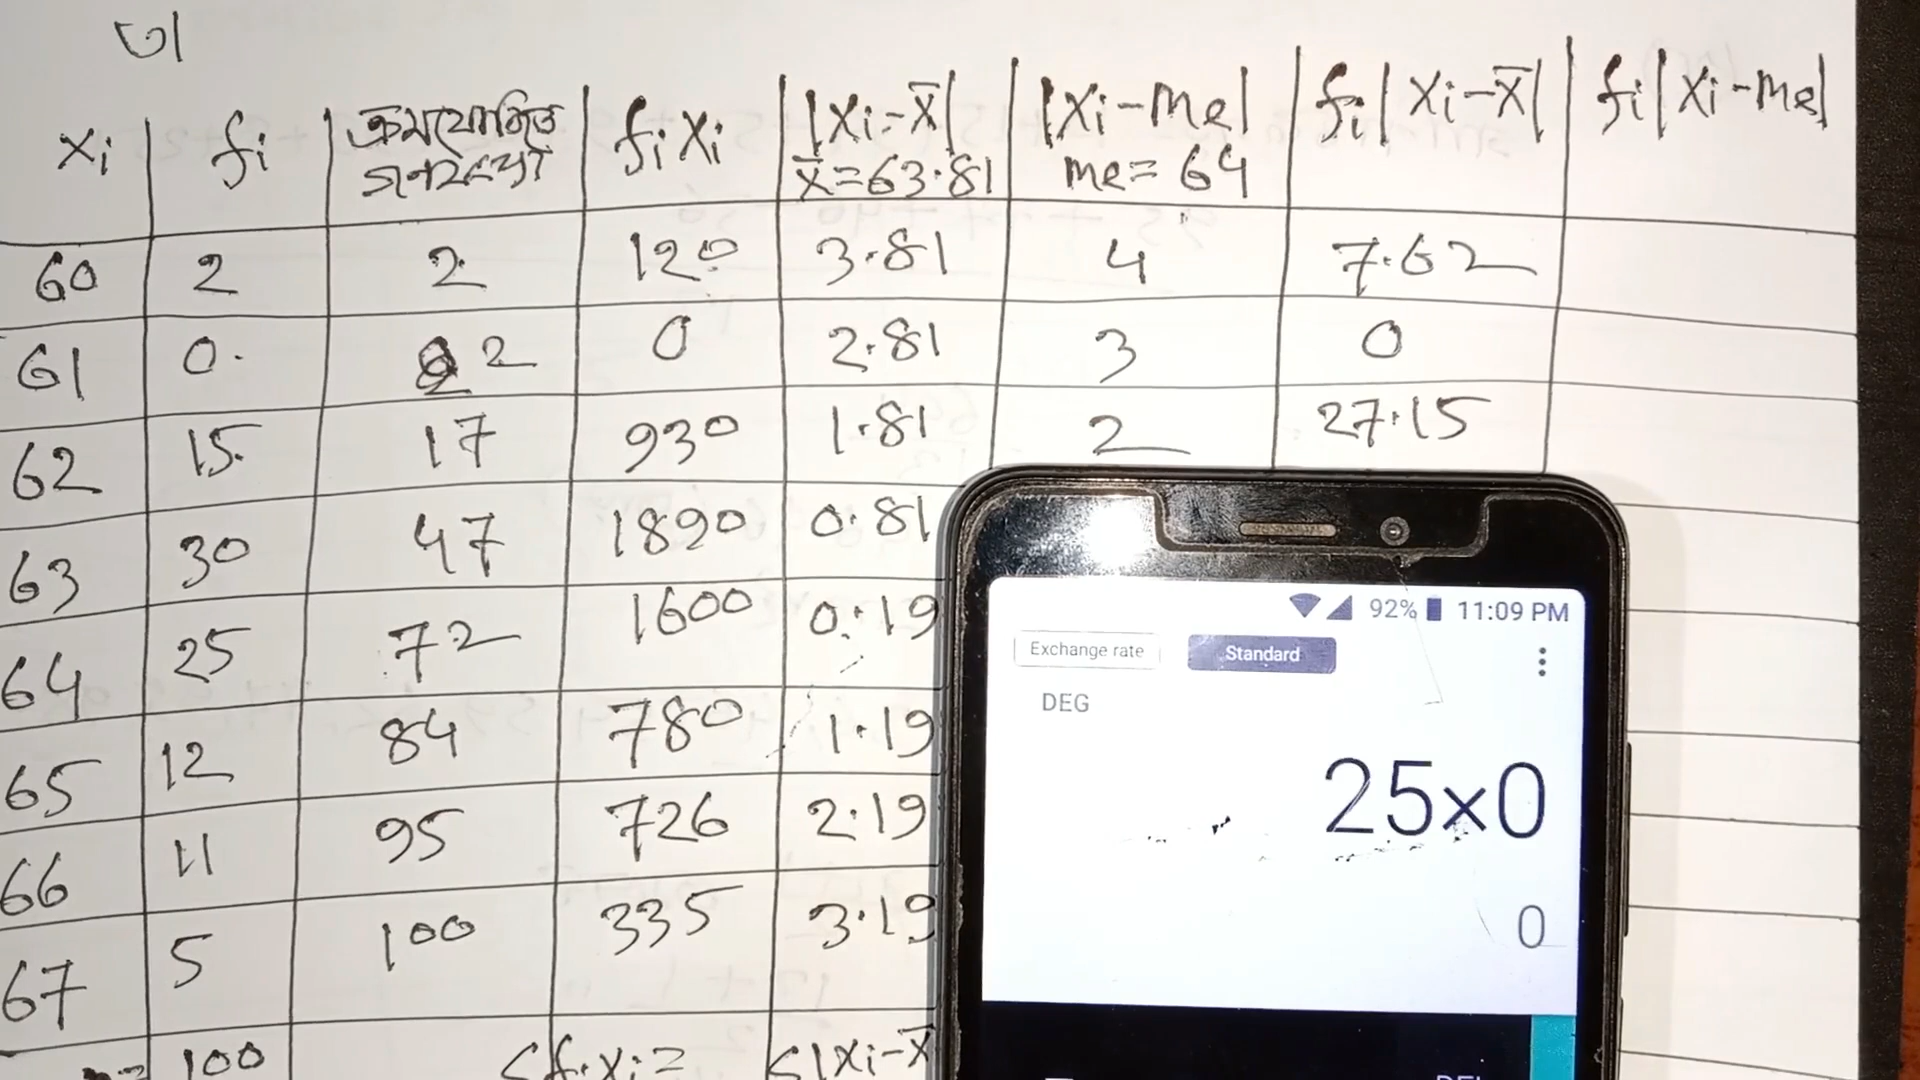 ৩।
xi fi ক্রমযোজিত গণসংখ্যা fi xi |xi-x̄| x̄=63.81 |xi-me| me=64 fi|xi-x̄| fi|xi-me|
60 2 2 120 3.81 4 7.62
61 0 2 0 2.81 3 0
62 15 17 930 1.81 2 27.15
63 30 47 1890 0.81
64 25 72 1600 0.19
65 12 84 780 1.19
66 11 95 726 2.19
67 5 100 335 3.19
100
92% 11:09 PM
Exchange rate Standard
DEG
25×0
0